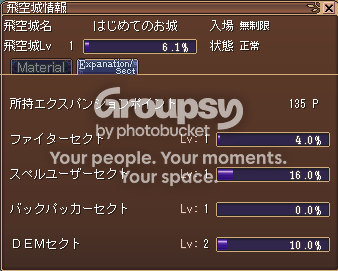 飛空城情報
飛空城名 はじめてのお城 入場 無制限
飛空城Lv 1 6.1% 状態 正常
Material Expanation/Sect
所持エクスパンションポイント 135 P
Groupsy
by photobucket
ファイターセクト Lv: 1 4.0%
Your people. Your moments.
スペルユーザーセクト Lv: 1 16.0%
Your space.
バックパッカーセクト Lv: 1 0.0%
DEMセクト Lv: 2 10.0%